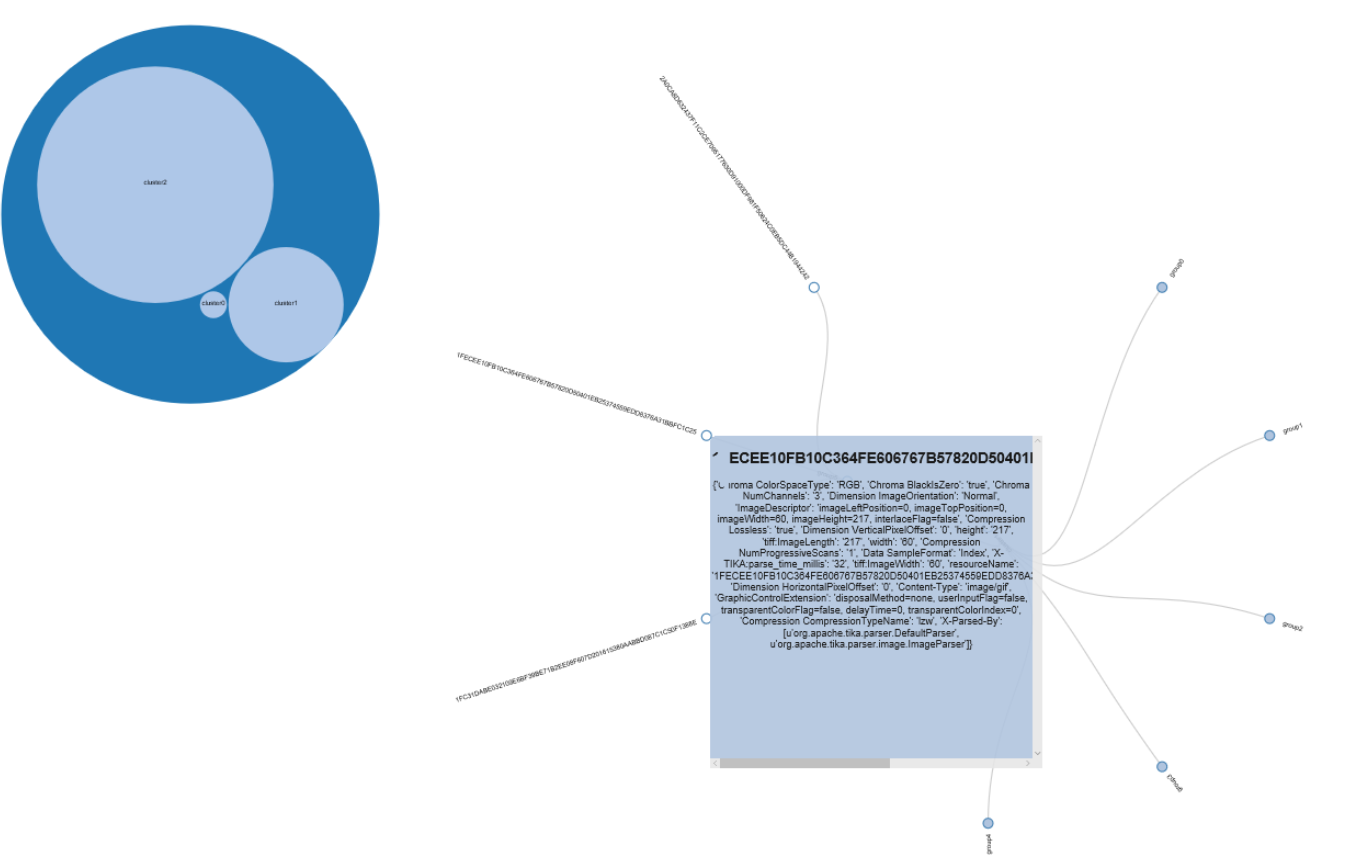 cluster2
cluster0
cluster1
group0
group1
group2
group3
group4
ECEE10FB10C364FE606767B57820D50401
ColorSpaceType': 'RGB', 'Chroma BlackIsZero': 'true', 'Chroma
NumChannels': '3', 'Dimension ImageOrientation': 'Normal',
'ImageDescriptor': 'imageLeftPosition=0, imageTopPosition=0,
imageWidth=60, imageHeight=217, interlaceFlag=false', 'Compression
Lossless': 'true', 'Dimension VerticalPixelOffset': '0', 'height': '217',
'tiff:ImageLength': '217', 'width': '60', 'Compression
NumProgressiveScans': '1', 'Data SampleFormat': 'Index', 'X-
TIKA:parse_time_millis': '32', 'tiff:ImageWidth': '60', 'resourceName':
'1FECEE10FB10C364FE606767B57820D50401EB25374559EDD8376A
'Dimension HorizontalPixelOffset': '0', 'Content-Type': 'image/gif',
'GraphicControlExtension': 'disposalMethod=none, userInputFlag=false,
transparentColorFlag=false, delayTime=0, transparentColorIndex=0',
'Compression CompressionTypeName': 'lzw', 'X-Parsed-By':
[u'org.apache.tika.parser.DefaultParser',
u'org.apache.tika.parser.image.ImageParser']}